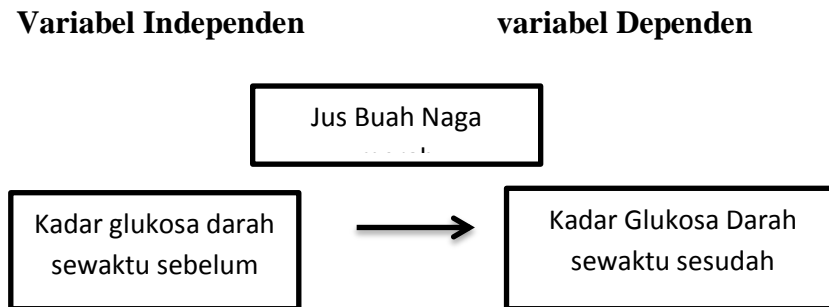 Variabel Independen variabel Dependen
Jus Buah Naga
Kadar glukosa darah
sewaktu sebelum
Kadar Glukosa Darah
sewaktu sesudah